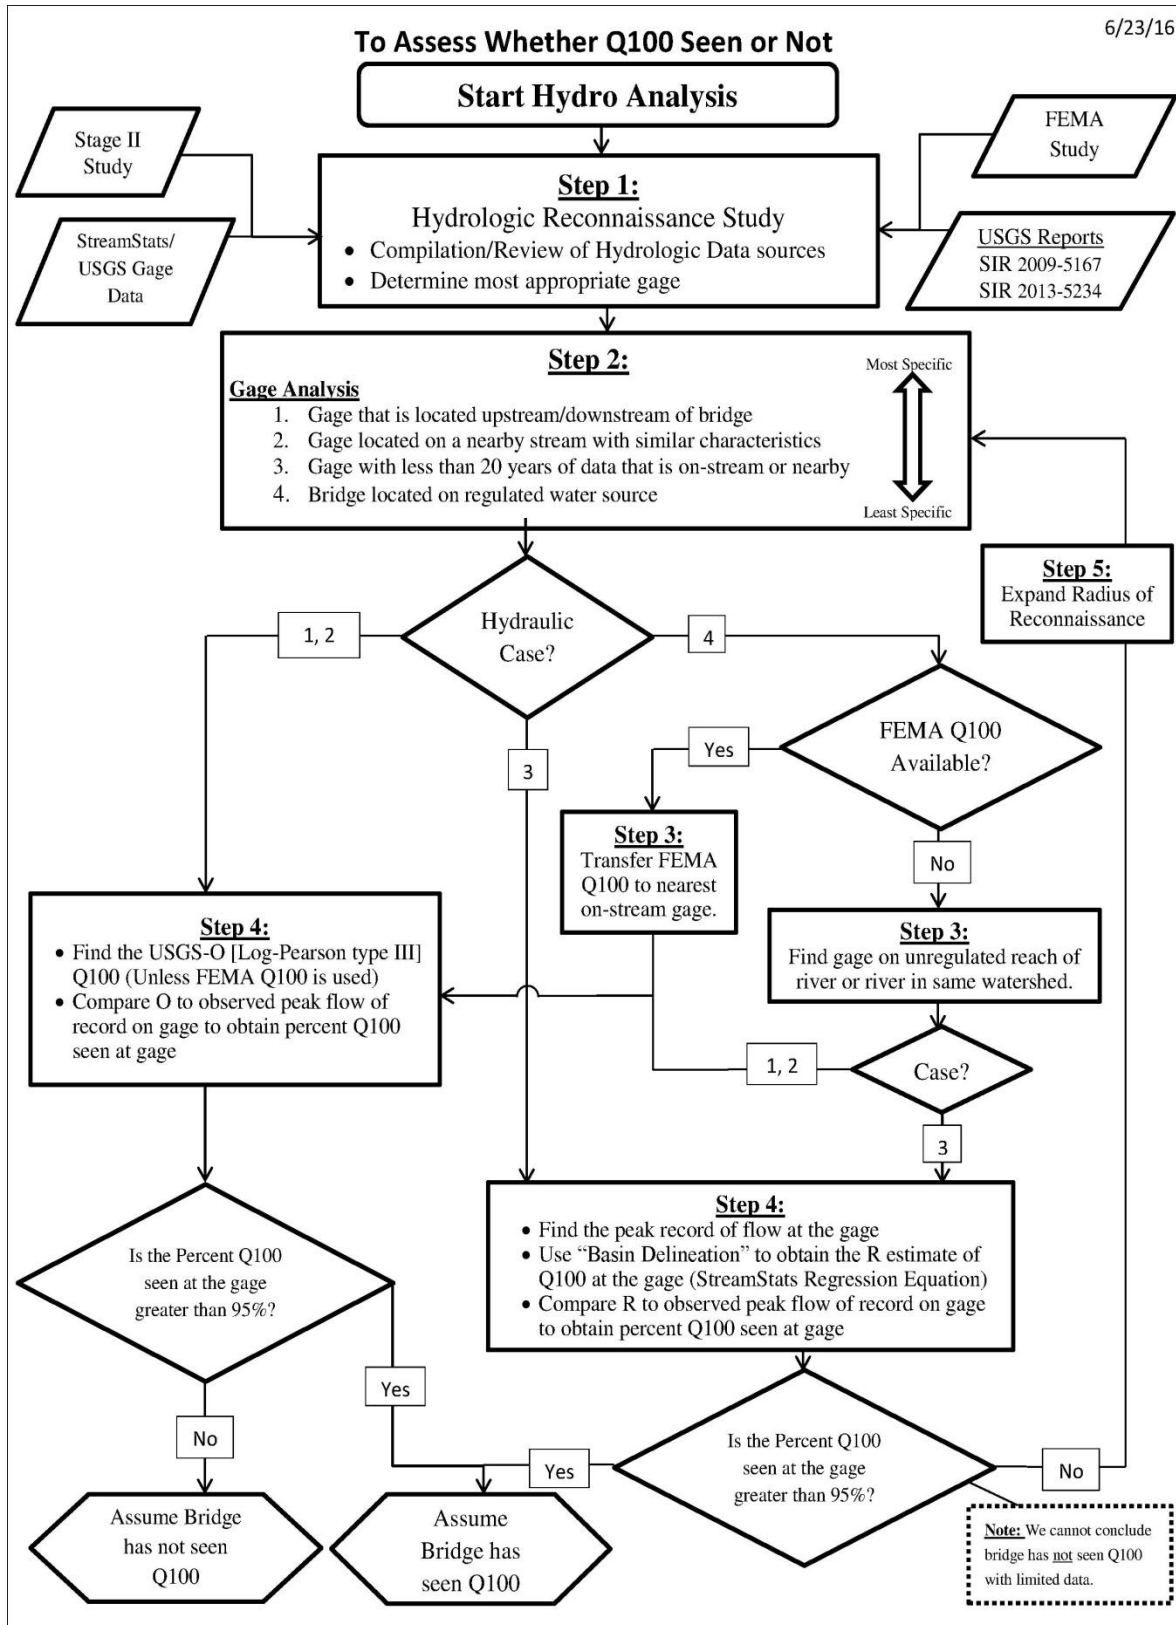 6/23/16
To Assess Whether Q100 Seen or Not
Start Hydro Analysis
Stage II
Study
StreamStats/
USGS Gage
Data
FEMA
Study
USGS Reports
SIR 2009-5167
SIR 2013-5234
Step 1:
Hydrologic Reconnaissance Study
• Compilation/Review of Hydrologic Data sources
• Determine most appropriate gage
Step 2:
Gage Analysis
1. Gage that is located upstream/downstream of bridge
2. Gage located on a nearby stream with similar characteristics
3. Gage with less than 20 years of data that is on-stream or nearby
4. Bridge located on regulated water source
Most Specific
Least Specific
Step 5:
Expand Radius of
Reconnaissance
Hydraulic
Case?
1, 2
4
3
FEMA Q100
Available?
Yes
No
Step 3:
Transfer FEMA
Q100 to nearest
on-stream gage.
Step 3:
Find gage on unregulated reach of
river or river in same watershed.
Case?
1, 2
3
Step 4:
• Find the USGS-O [Log-Pearson type III]
Q100 (Unless FEMA Q100 is used)
• Compare O to observed peak flow of
record on gage to obtain percent Q100
seen at gage
Step 4:
• Find the peak record of flow at the gage
• Use “Basin Delineation” to obtain the R estimate of
Q100 at the gage (StreamStats Regression Equation)
• Compare R to observed peak flow of record on gage
to obtain percent Q100 seen at gage
Is the Percent Q100
seen at the gage
greater than 95%?
Yes
No
Is the Percent Q100
seen at the gage
greater than 95%?
Yes
No
Assume Bridge
has not seen
Q100
Assume
Bridge has
seen Q100
Note: We cannot conclude
bridge has not seen Q100
with limited data.